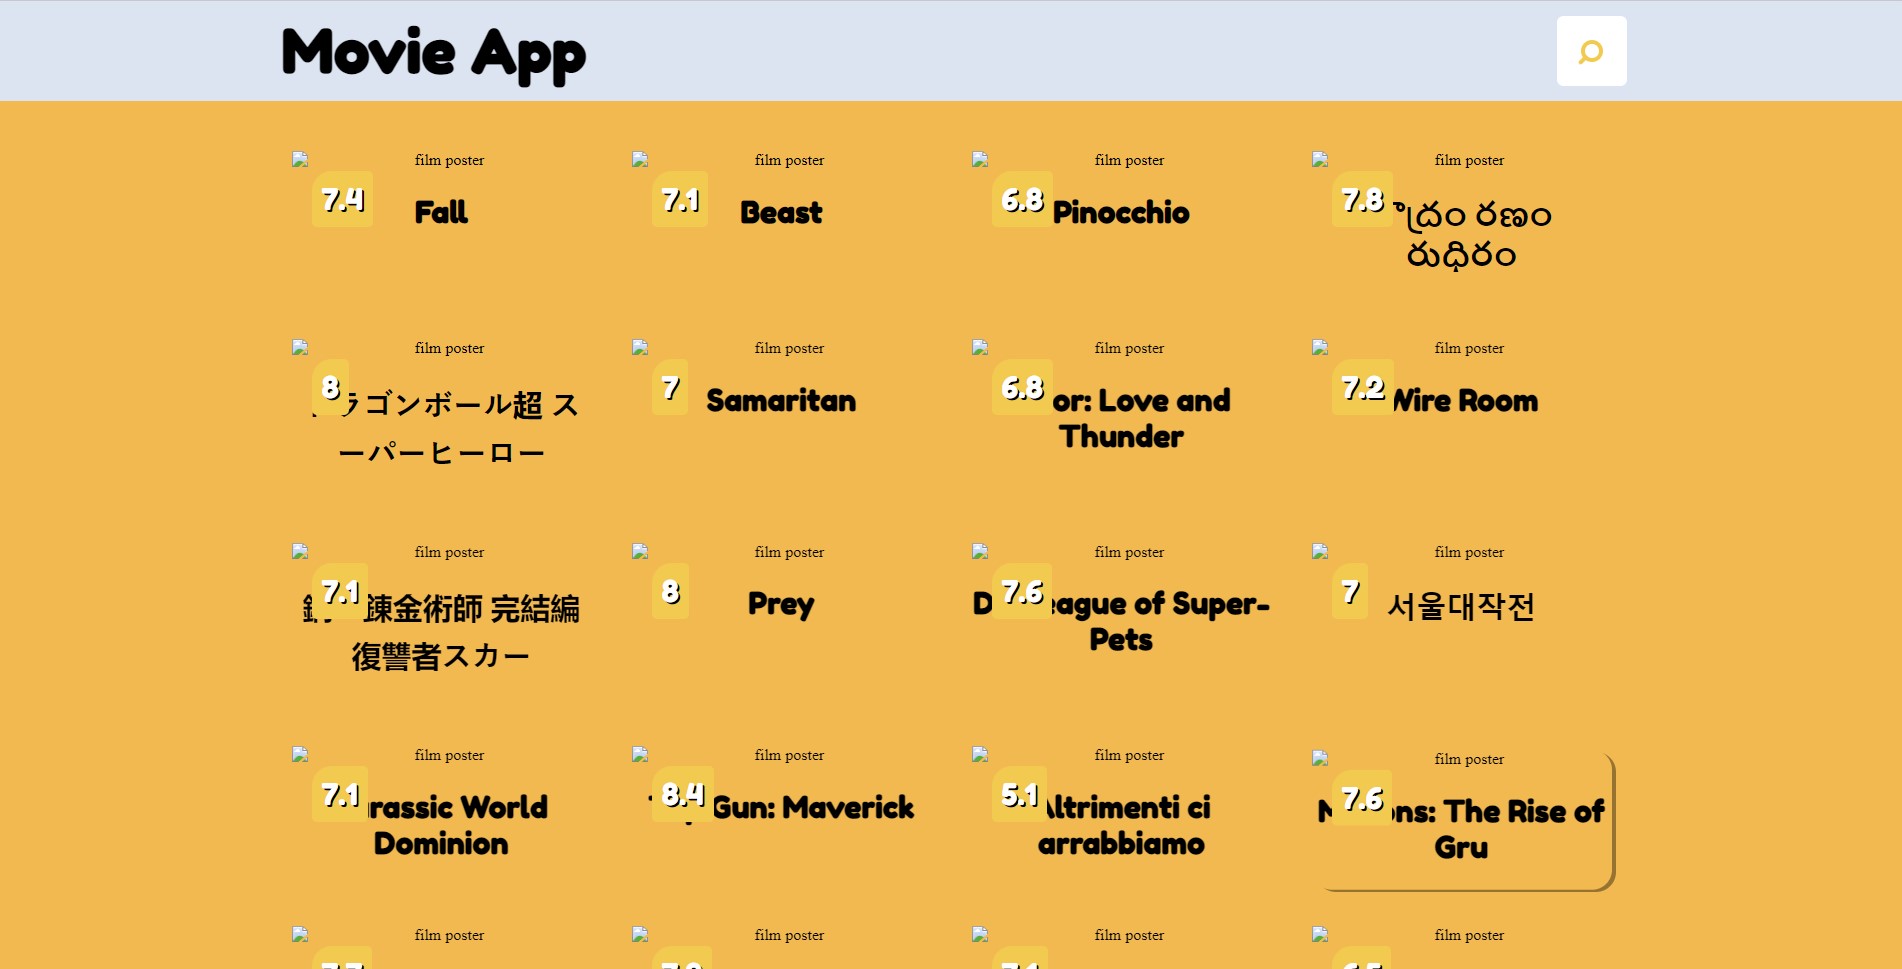 Movie App
film poster
film poster
film poster
film poster
7.4
Fall
7.1
Beast
6.8
Pinocchio
7.8
రణం
రుధిరం
film poster
film poster
film poster
film poster
8
ラゴンボール超 ス
ーパーヒーロー
7
Samaritan
6.8
or: Love and
Thunder
7.2
Wire Room
film poster
film poster
film poster
film poster
7.1
錬金術師 完結編
復讐者スカー
8
Prey
7.6
eague of Super-
Pets
7
서울대작전
film poster
film poster
film poster
film poster
7.1
rassic World
Dominion
8.4
Gun: Maverick
5.1
Altrimenti ci
arrabbiamo
7.6
ns: The Rise of
Gru
film poster
film poster
film poster
film poster